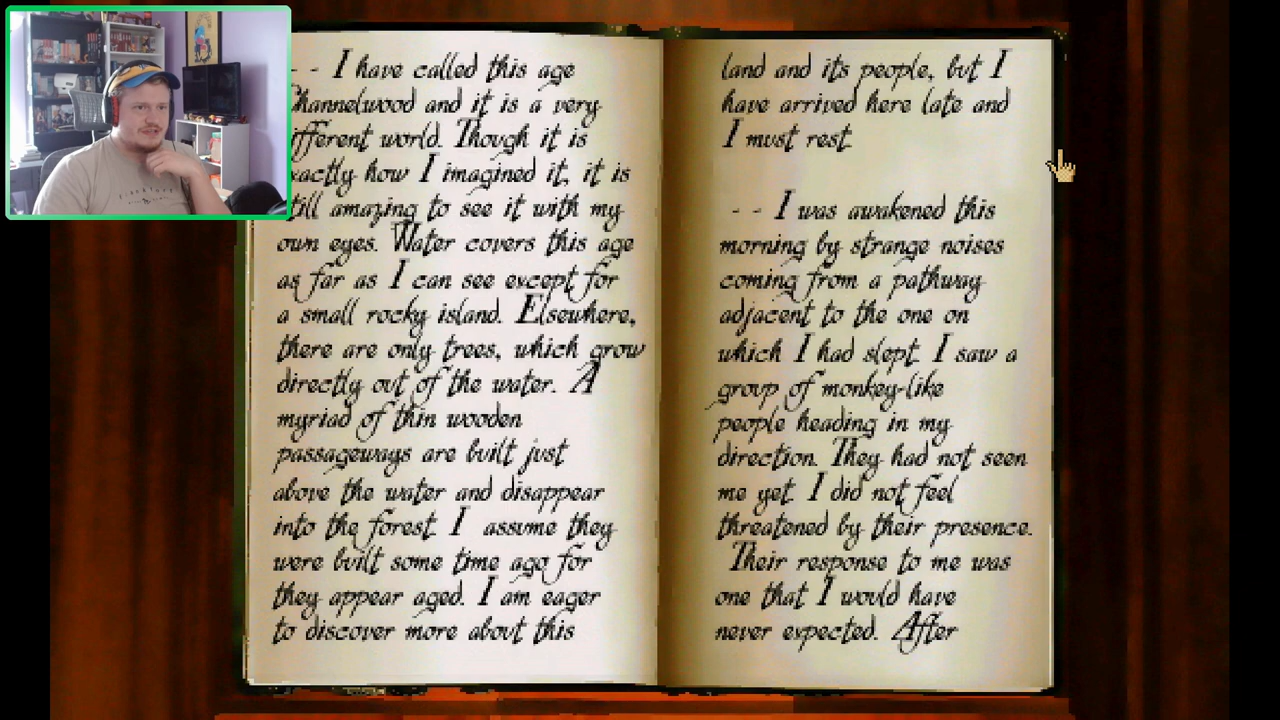 - - I have called this age
Channelwood and it is a very
different world. Though it is
exactly how I imagined it, it is
still amazing to see it with my
own eyes. Water covers this age
as far as I can see except for
a small rocky island. Elsewhere,
there are only trees, which grow
directly out of the water. A
myriad of thin wooden
passageways are built just
above the water and disappear
into the forest. I assume they
were built some time ago for
they appear aged. I am eager
to discover more about this
land and its people, but I
have arrived here late and
I must rest.
- - I was awakened this
morning by strange noises
coming from a pathway
adjacent to the one on
which I had slept. I saw a
group of monkey-like
people heading in my
direction. They had not seen
me yet. I did not feel
threatened by their presence.
Their response to me was
one that I would have
never expected. After